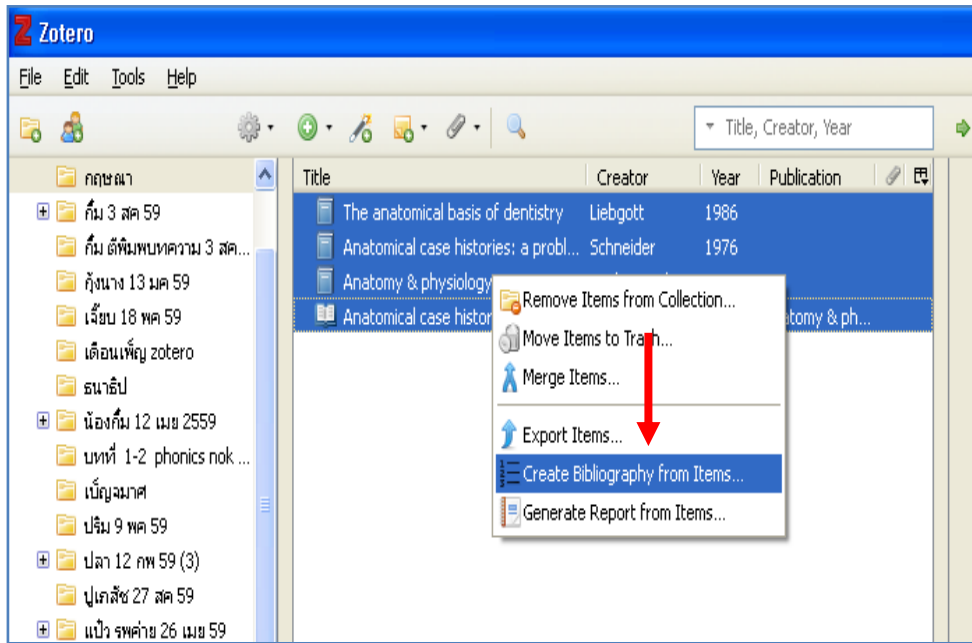 Zotero
File Edit Tools Help
Title, Creator, Year
กฤษณา
กิ๊ม 3 สค 59
กิ๊ม ตีพิมพบทความ 3 สค...
กุ้งนาง 13 มค 59
เจี๊ยบ 18 พค 59
เดือนเพ็ญ zotero
ธนาธิป
น้องกิ๊ม 12 เมย 2559
บทที่ 1-2 phonics nok ...
เบ็ญจมาศ
ปริม 9 พค 59
ปลา 12 กพ 59 (3)
ปูเภสัช 27 สค 59
แป๋ว รพค่าย 26 เมย 59
Title Creator Year Publication
The anatomical basis of dentistry Liebgott 1986
Anatomical case histories: a probl... Schneider 1976
Anatomy & physiology
Anatomical case histor tomy & ph...
Remove Items from Collection...
Move Items to Trash...
Merge Items...
Export Items...
Create Bibliography from Items...
Generate Report from Items...